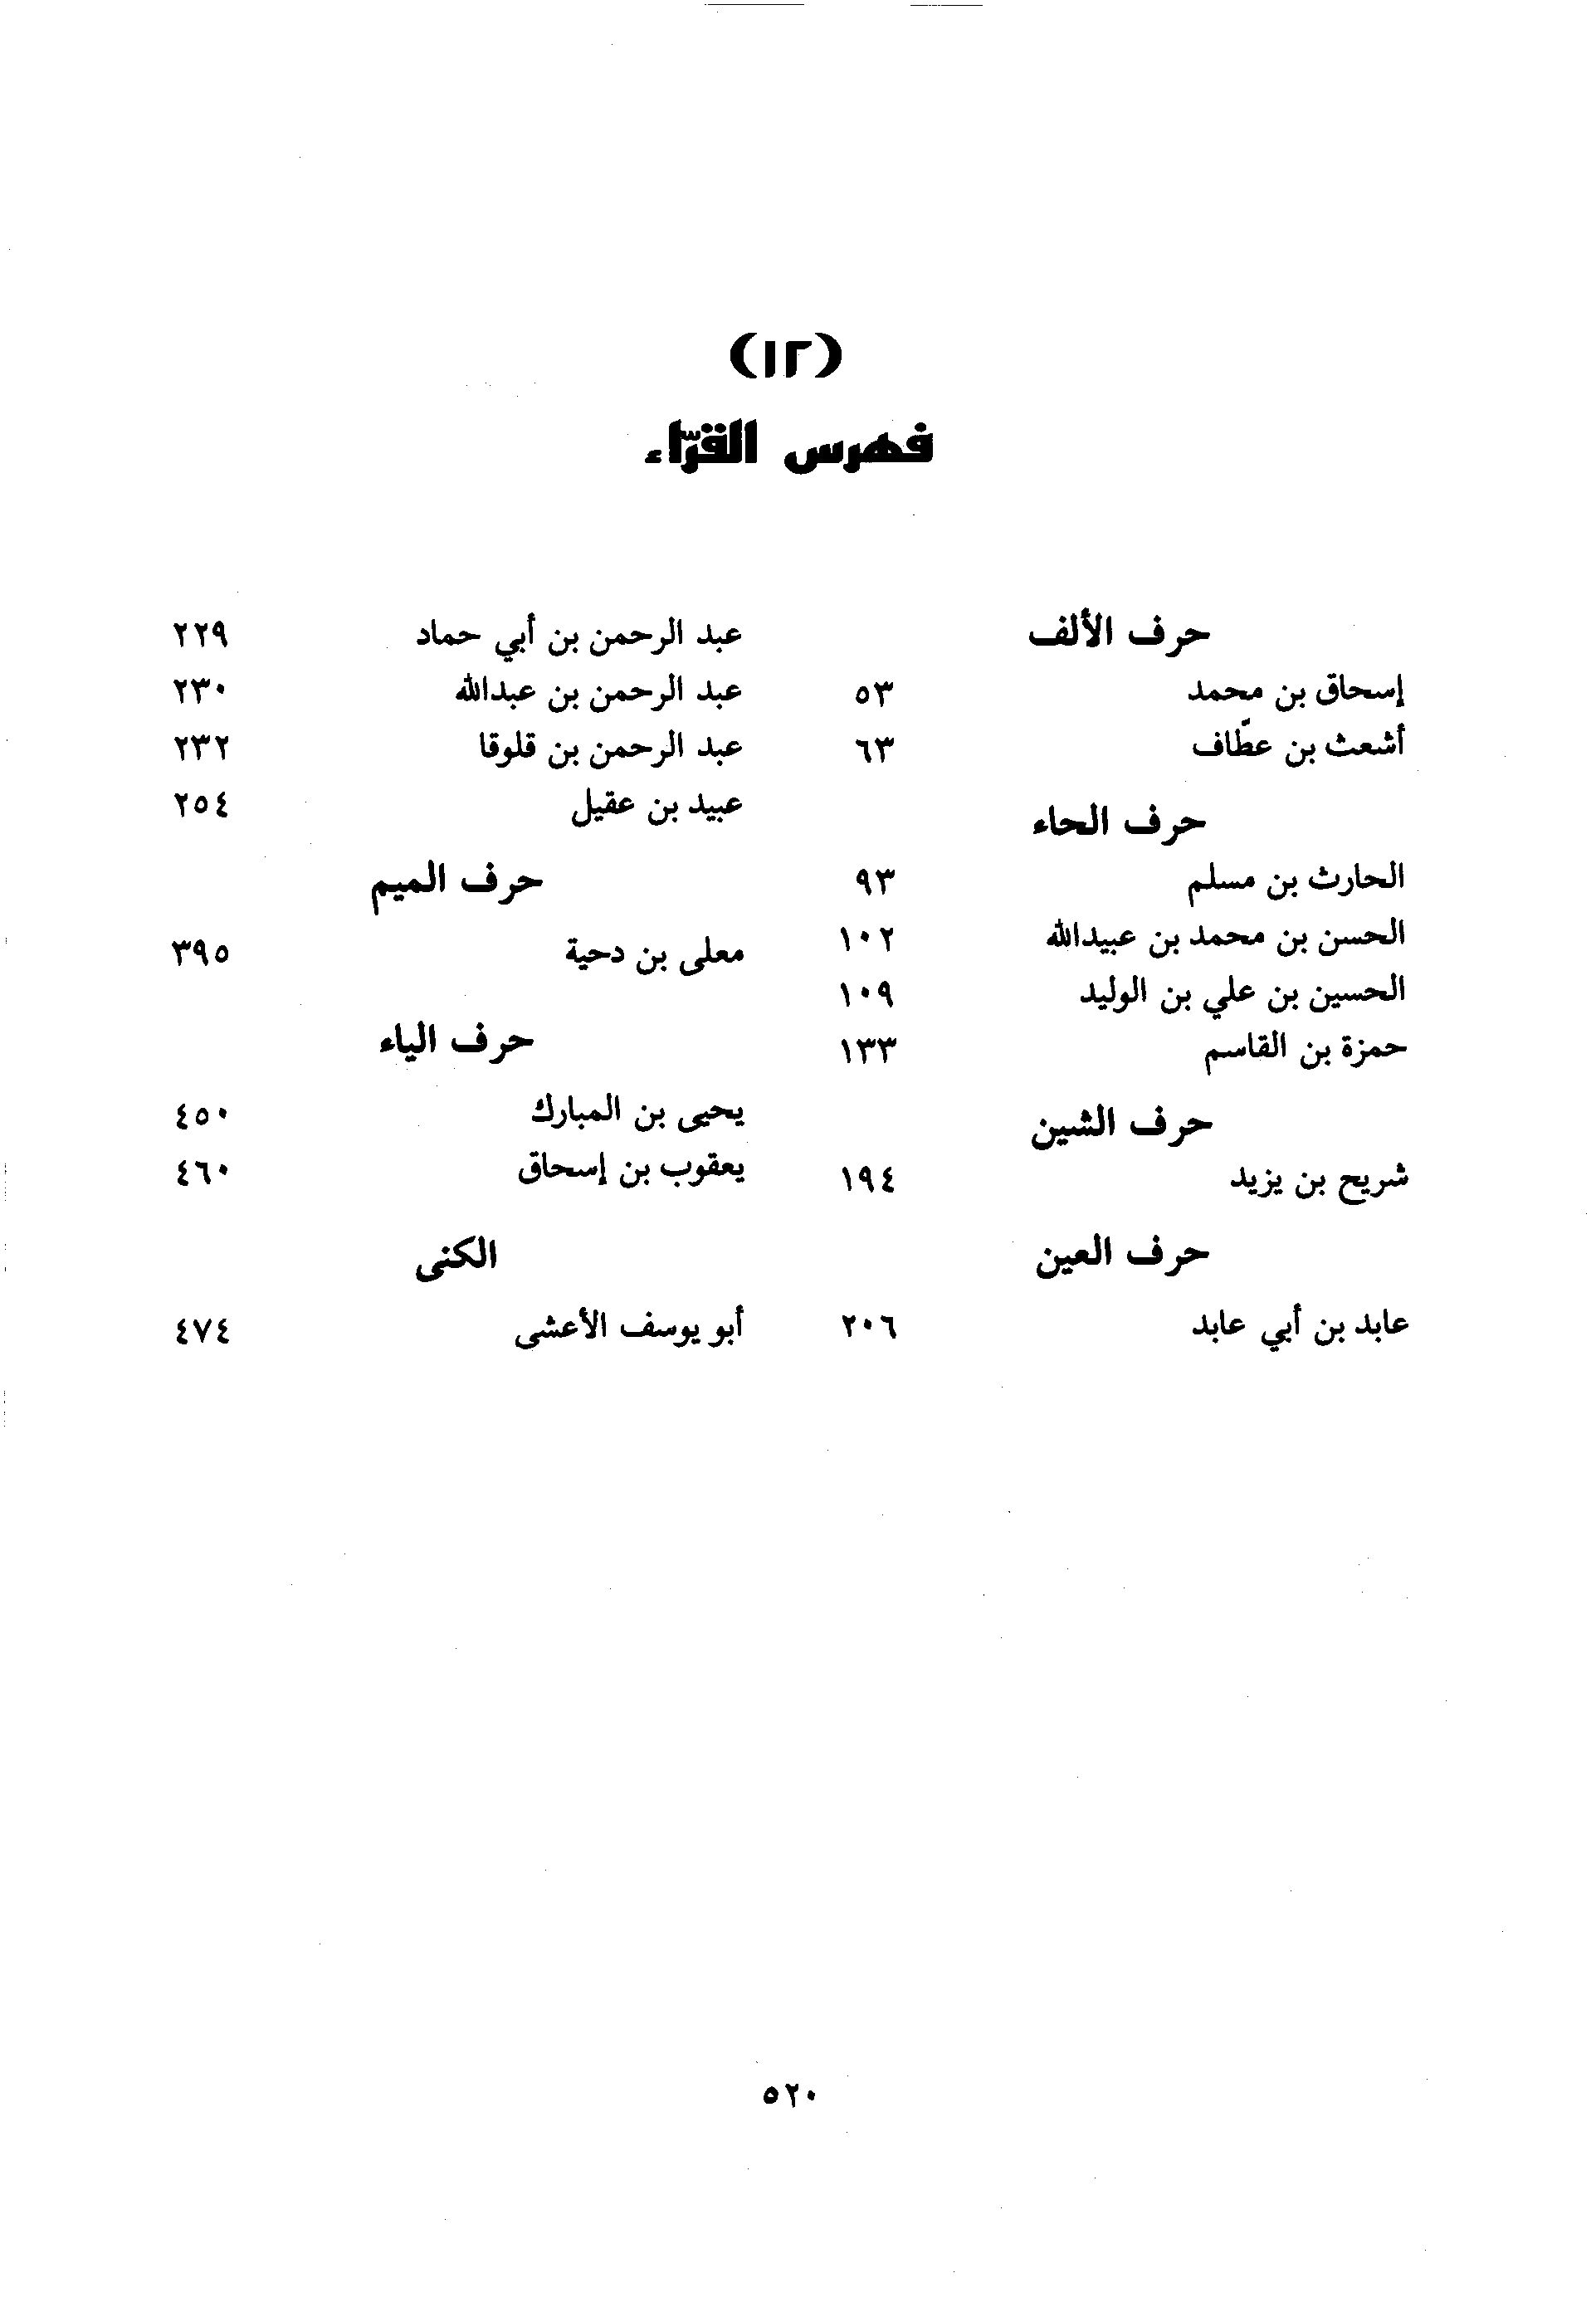 (١٢)
فهرس القرّاء
حرف الألف
إسحاق بن محمد ٥٣
أشعث بن عطّاف ٦٣
حرف الحاء
الحارث بن مسلم ٩٣
الحسن بن محمد بن عبيدالله ١٠٢
الحسين بن علي بن الوليد ١٠٩
حمزة بن القاسم ١٣٣
حرف الشين
شريح بن يزيد ١٩٤
حرف العين
عابد بن أبي عابد ٢٠٦
عبد الرحمن بن أبي حماد ٢٢٩
عبد الرحمن بن عبدالله ٢٣٠
عبد الرحمن بن قلوقا ٢٣٢
عبيد بن عقيل ٢٥٤
حرف الميم
معلى بن دحية ٣٩٥
حرف الياء
يحيى بن المبارك ٤٥٠
يعقوب بن إسحاق ٤٦٠
الكنى
أبو يوسف الأعشى ٤٧٤
٥٢٠